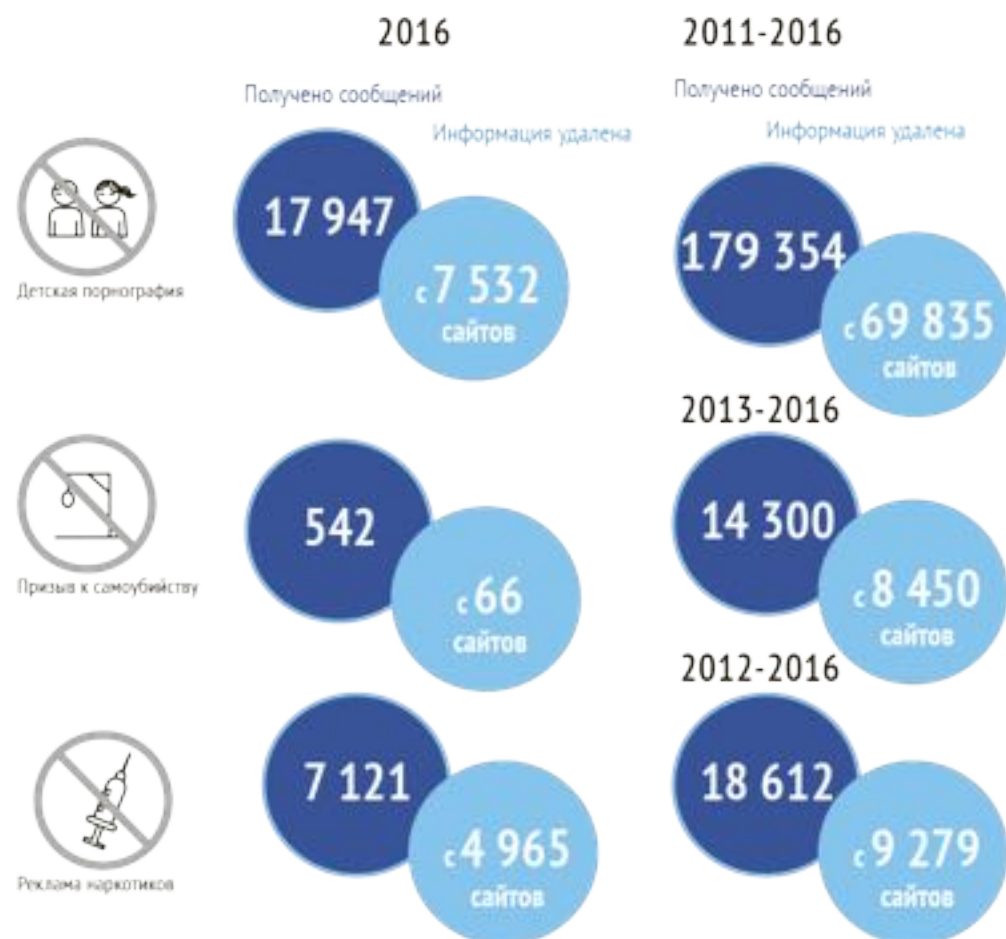 2016
2011-2016
Получено сообщений
Получено сообщений
Информация удалена
Информация удалена
17 947
179 354
с 7 532
сайтов
с 69 835
сайтов
Детская порнография
2013-2016
542
14 300
с 66
сайтов
с 8 450
сайтов
Призыв к самоубийству
2012-2016
7 121
18 612
с 4 965
сайтов
с 9 279
сайтов
Реклама наркотиков